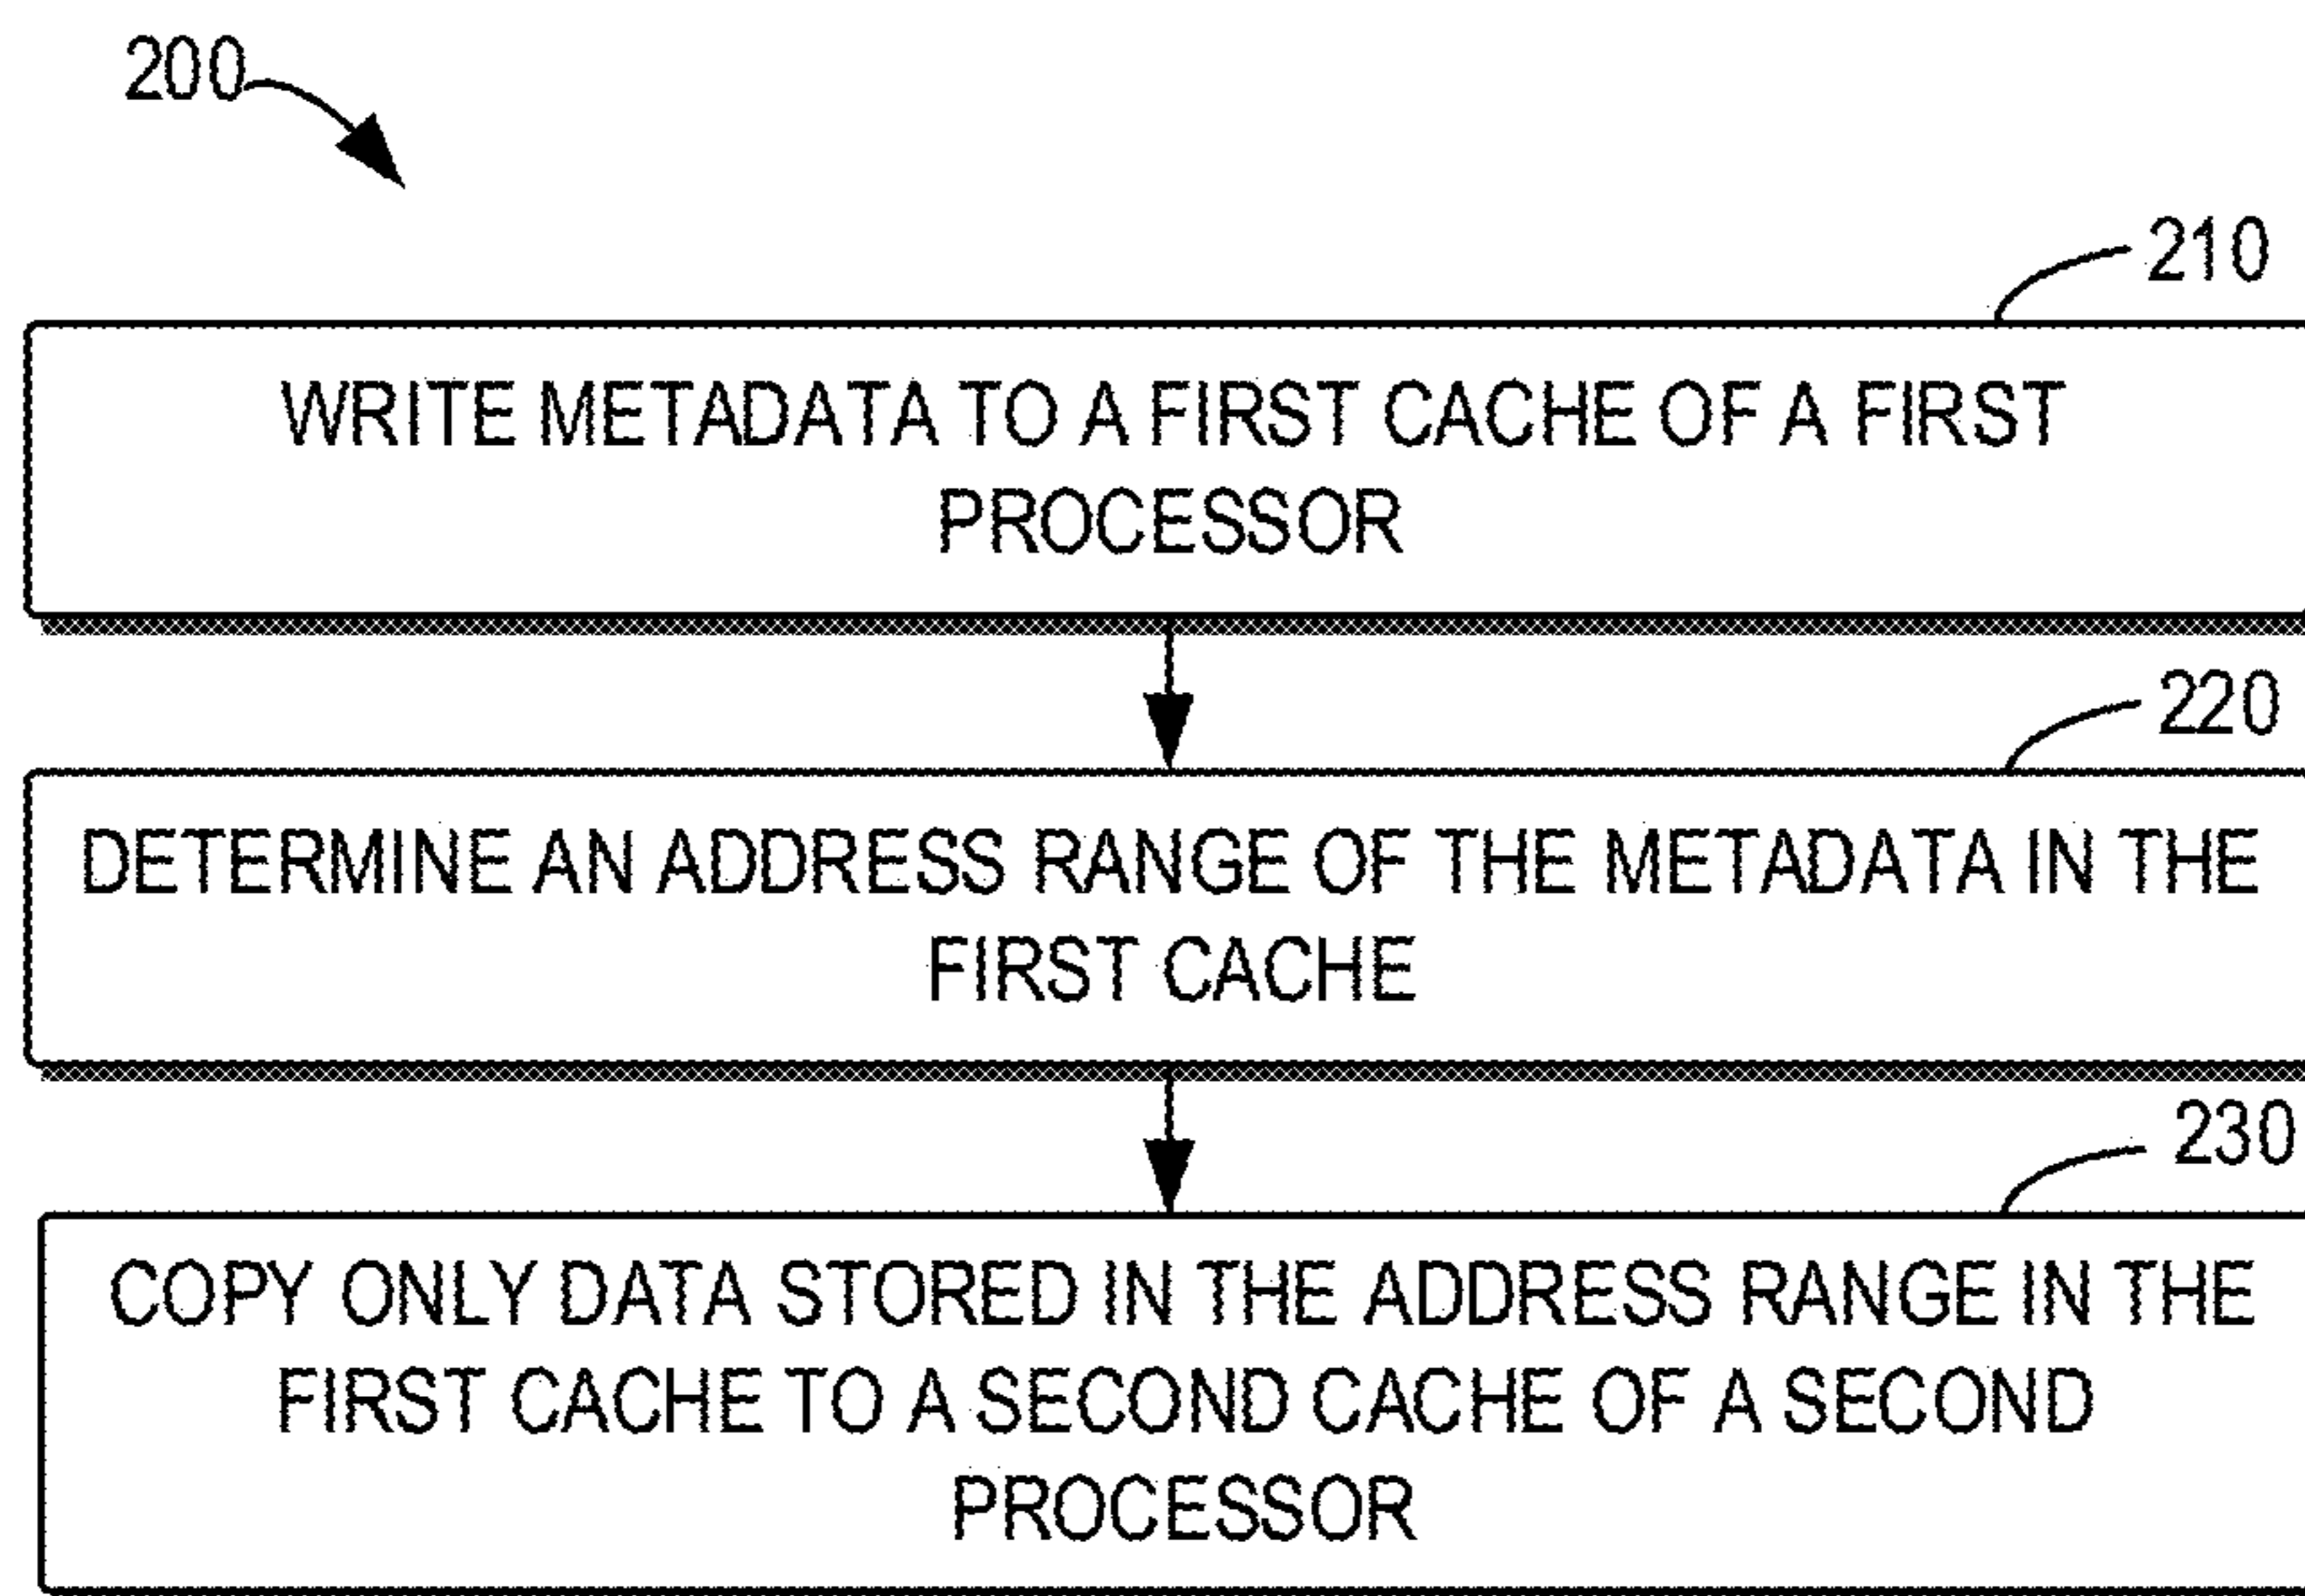 200
210
WRITE METADATA TO A FIRST CACHE OF A FIRST
PROCESSOR
220
DETERMINE AN ADDRESS RANGE OF THE METADATA IN THE
FIRST CACHE
230
COPY ONLY DATA STORED IN THE ADDRESS RANGE IN THE
FIRST CACHE TO A SECOND CACHE OF A SECOND
PROCESSOR